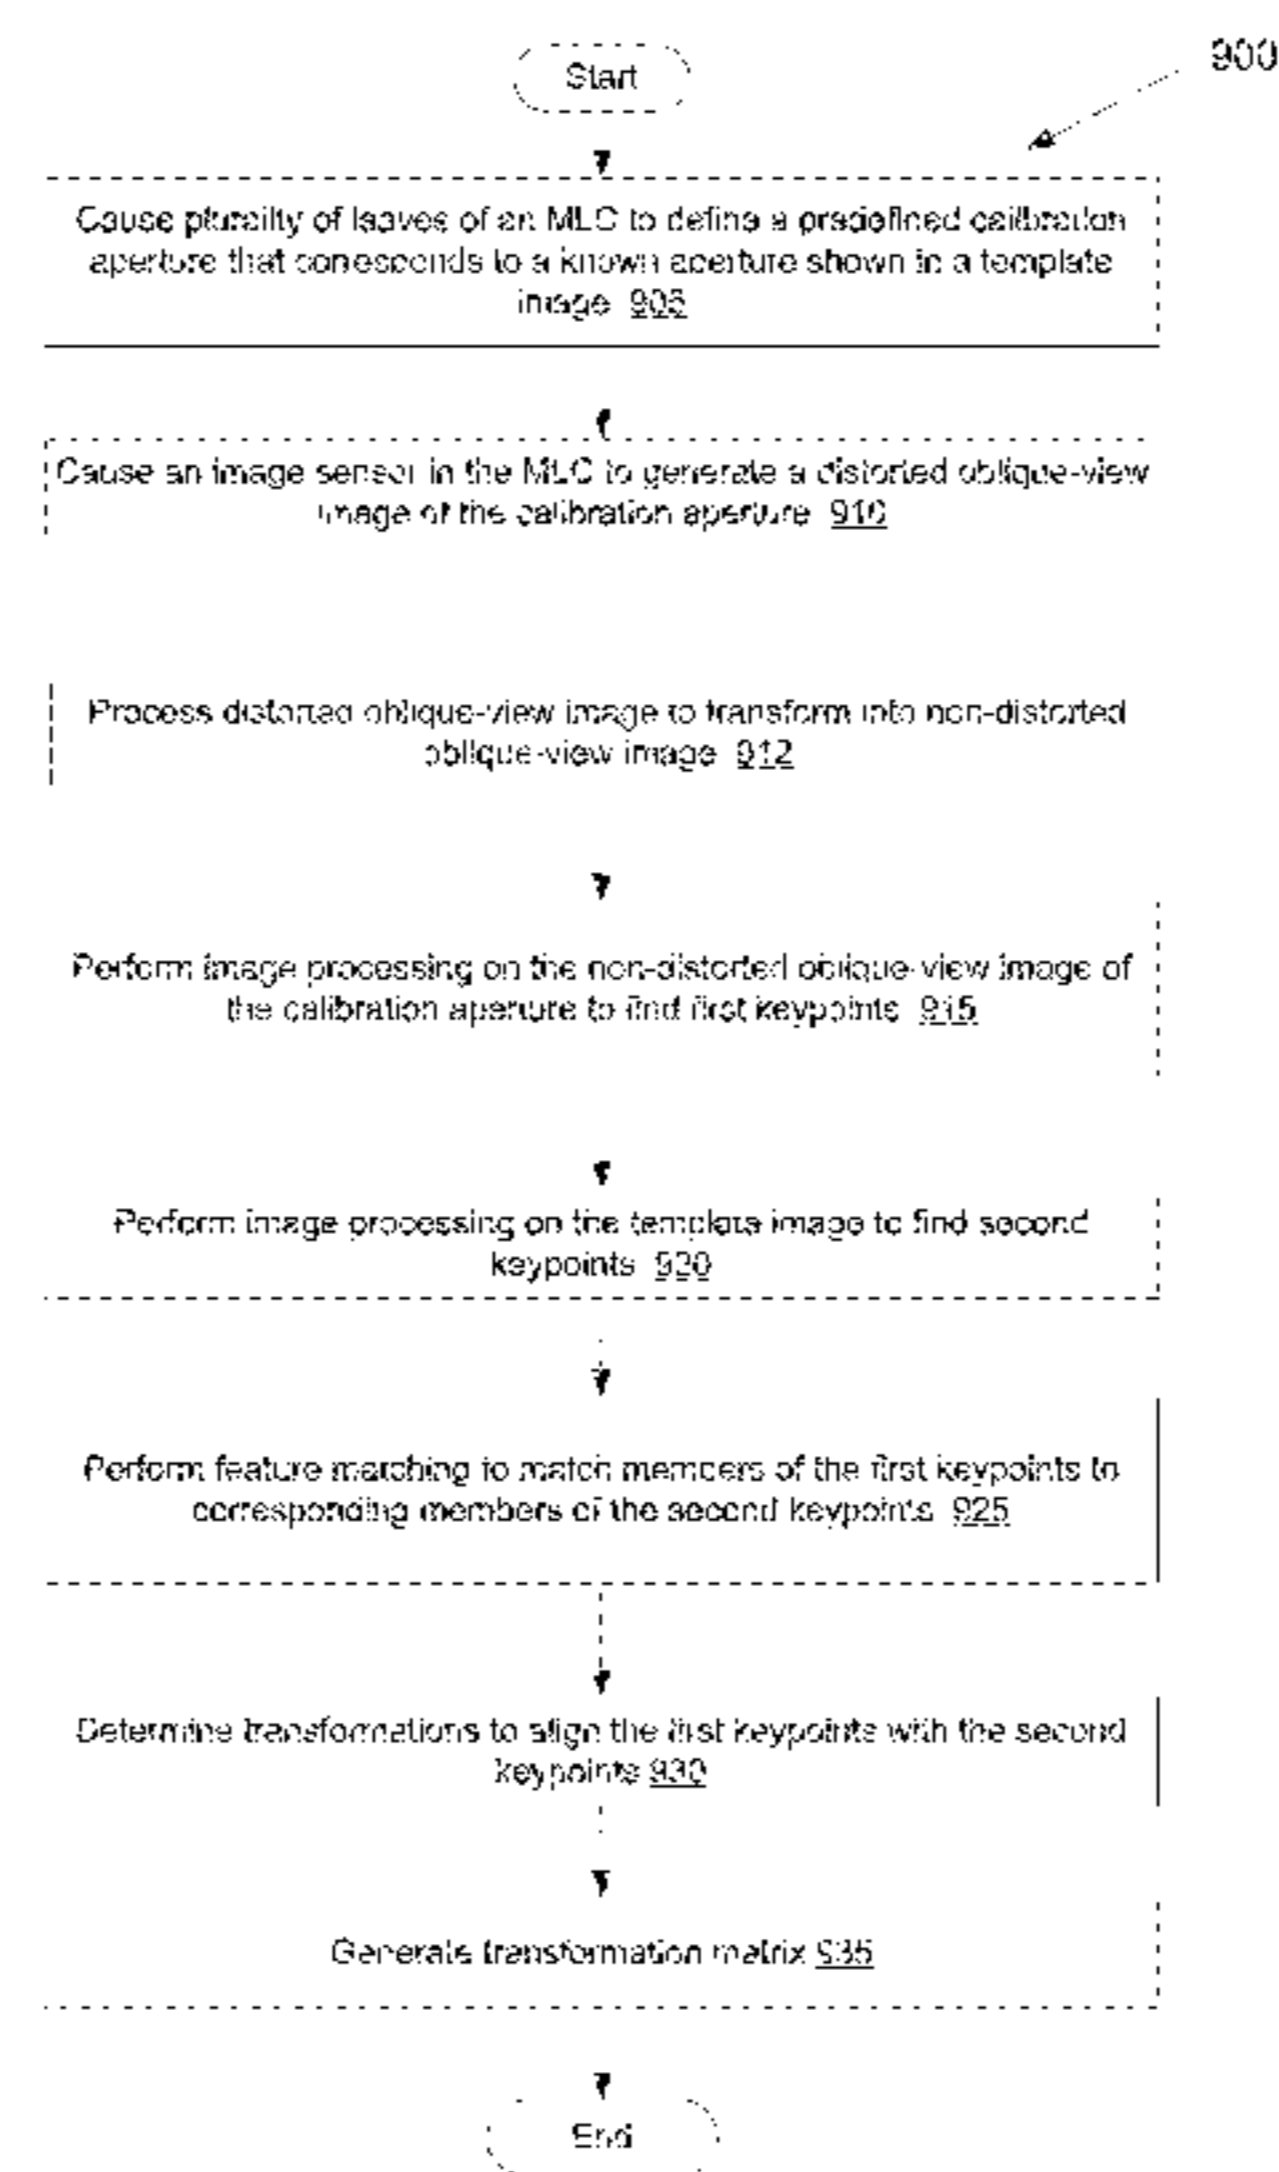 Start
900
Cause plurality of leaves of an MLC to define a predefined calibration
aperture that corresponds to a known aperture shown in a template
image 905
Cause an image sensor in the MLC to generate a distorted oblique-view
image of the calibration aperture 910
Process distorted oblique-view image to transform into non-distorted
oblique-view image 912
Perform image processing on the non-distorted oblique-view image of
the calibration aperture to find first keypoints 915
Perform image processing on the template image to find second
keypoints 920
Perform feature matching to match members of the first keypoints to
corresponding members of the second keypoints 925
Determine transformations to align the first keypoints with the second
keypoints 930
Generate transformation matrix 935
End